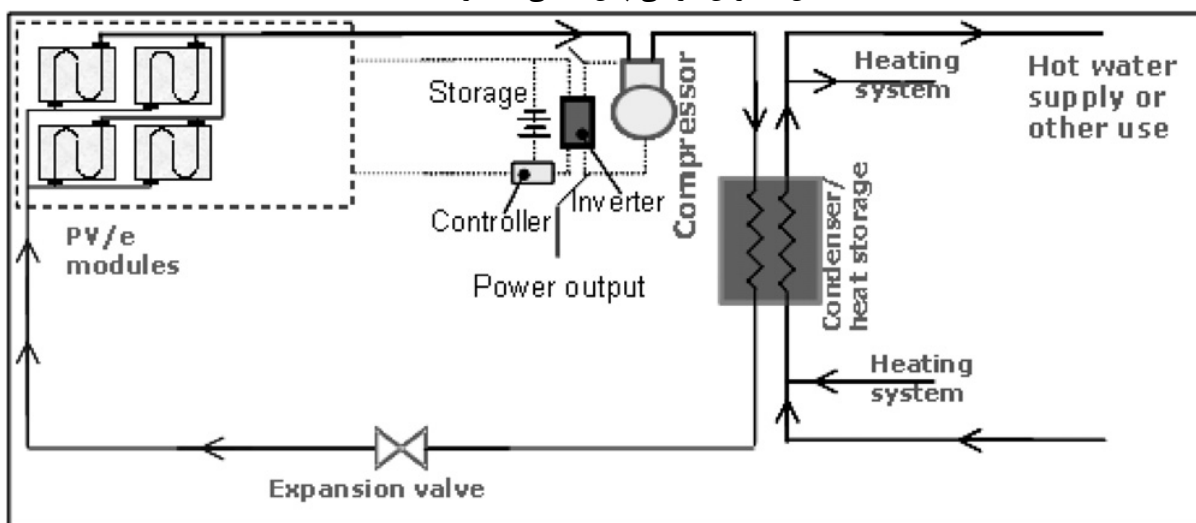 Storage
Controller
Inverter
Power output
Compressor
PV/e
modules
Expansion valve
Condenser/
heat storage
Heating
system
Hot water
supply or
other use
Heating
system